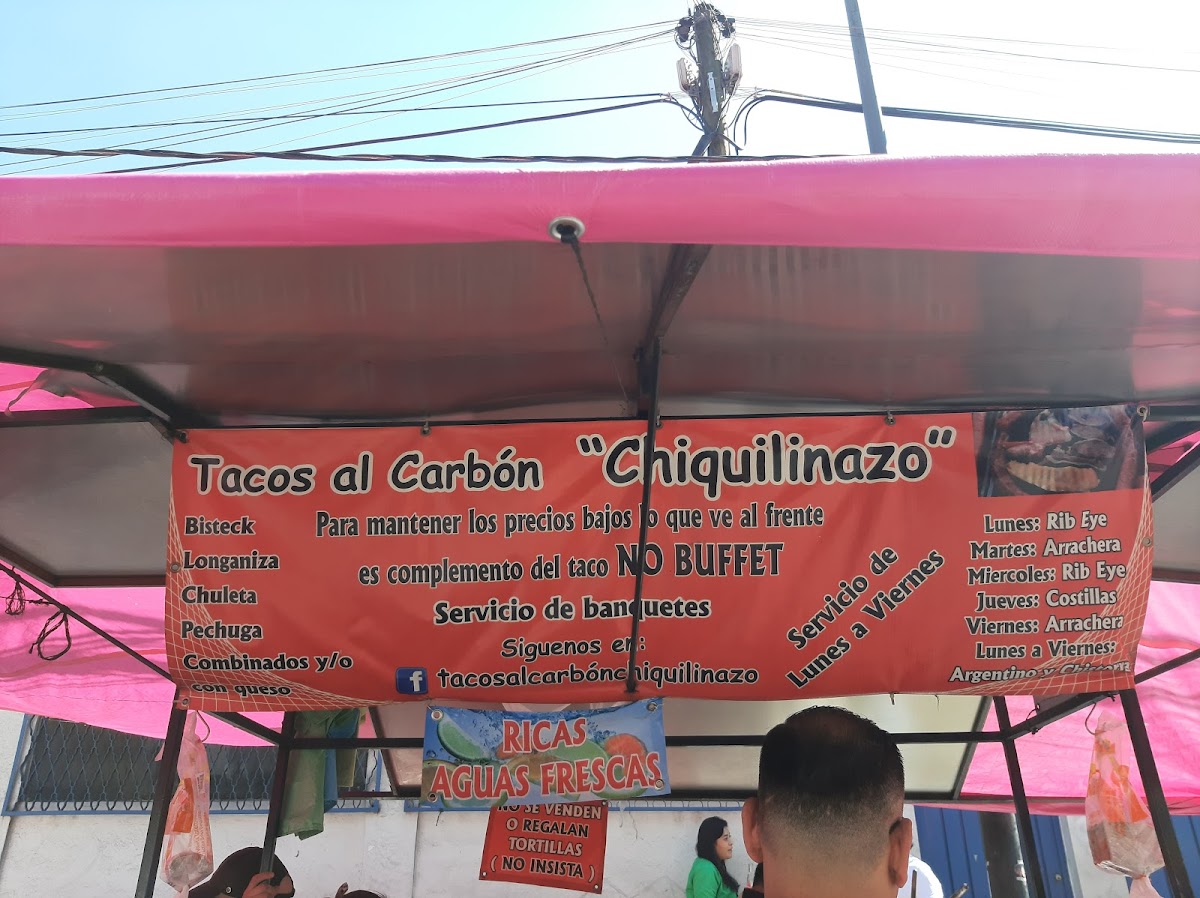 Tacos al Carbón "Chiquilinazo"
Bisteck
Longaniza
Chuleta
Pechuga
Combinados y/o
con queso
Para mantener los precios bajos lo que ve al frente
es complemento del taco NO BUFFET
Servicio de banquetes
Siguenos en:
f tacosalcarbónchiquilinazo
Servicio de
Lunes a Viernes
Lunes: Rib Eye
Martes: Arrachera
Miercoles: Rib Eye
Jueves: Costillas
Viernes: Arrachera
Lunes a Viernes:
Argentino y
RICAS
AGUAS FRESCAS
NO SE VENDEN
O REGALAN
TORTILLAS
( NO INSISTA )